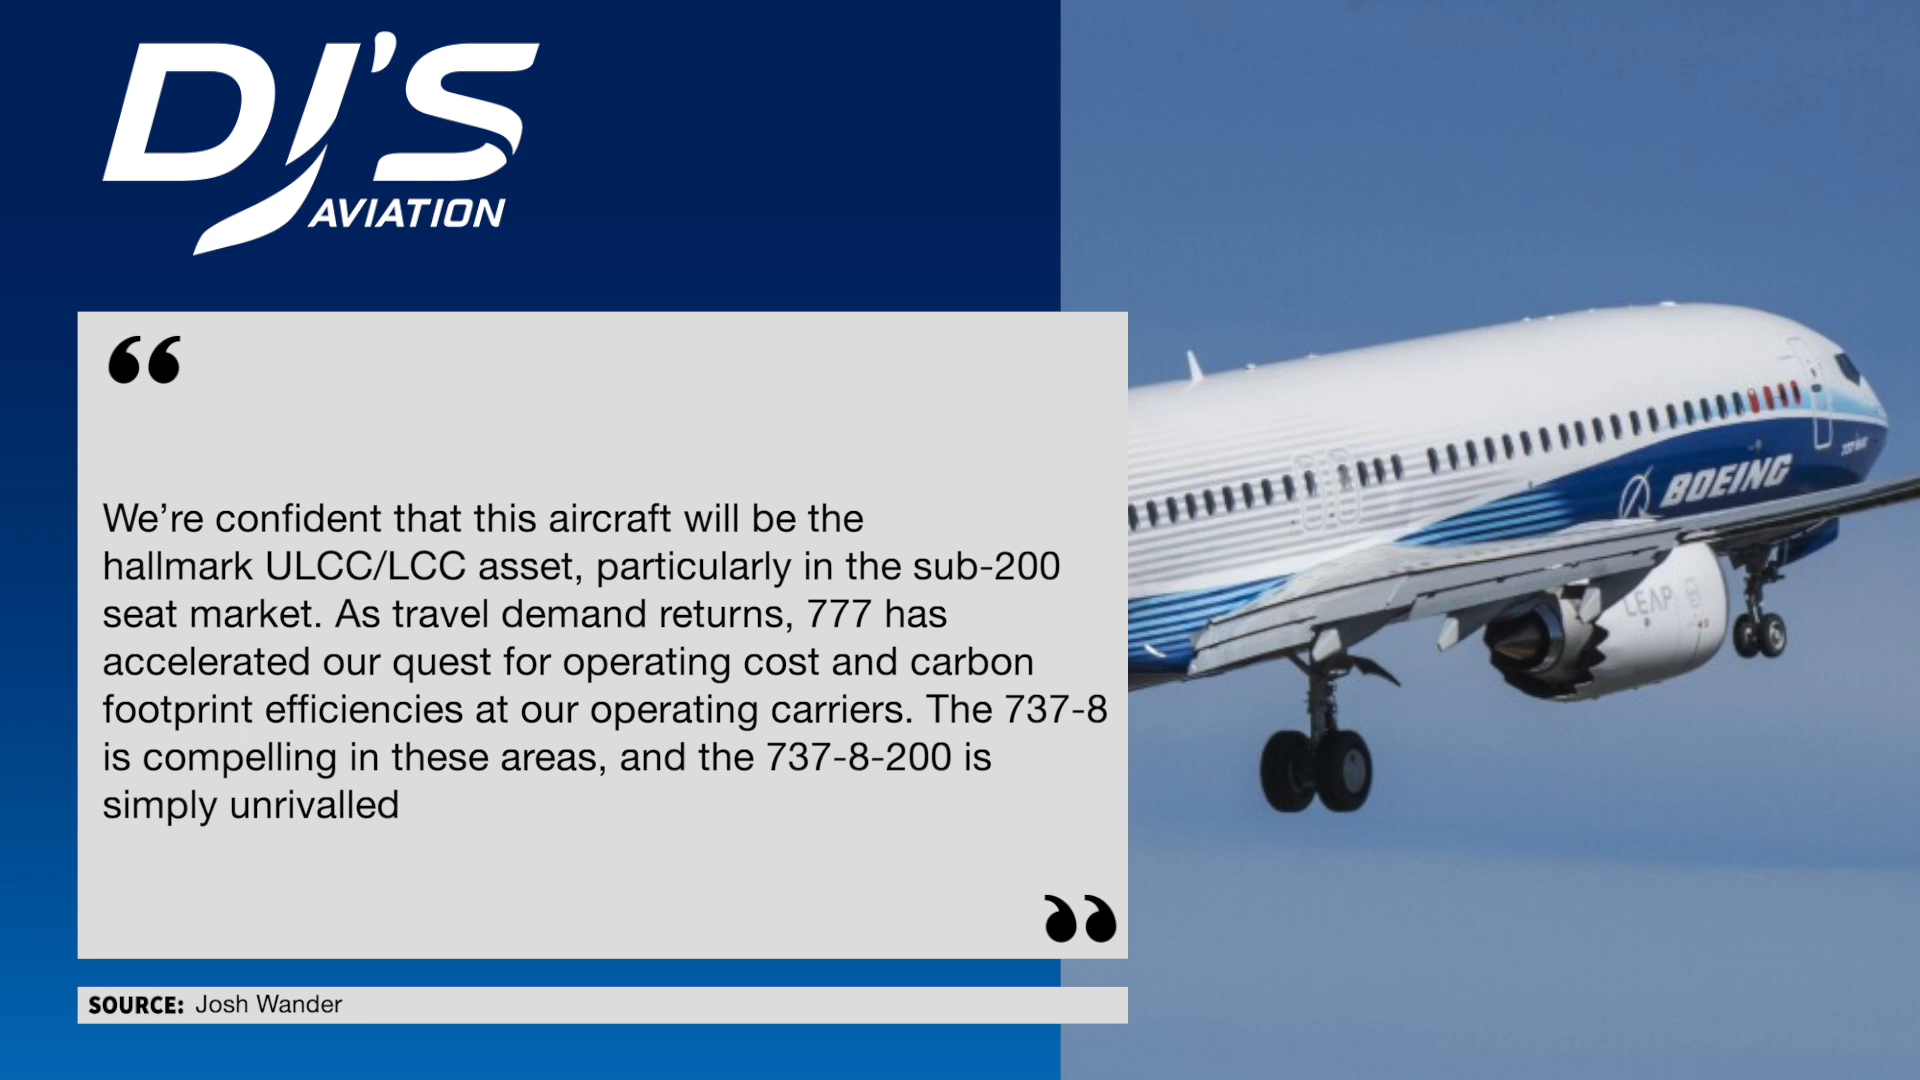 DJ'S
AVIATION
“
We’re confident that this aircraft will be the
hallmark ULCC/LCC asset, particularly in the sub-200
seat market. As travel demand returns, 777 has
accelerated our quest for operating cost and carbon
footprint efficiencies at our operating carriers. The 737-8
is compelling in these areas, and the 737-8-200 is
simply unrivalled
”
SOURCE: Josh Wander
BOEING
LEAP